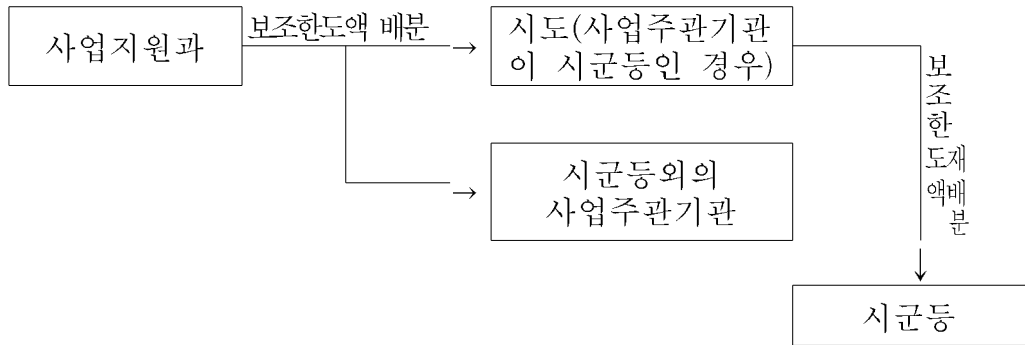 사업지원과
보조한도액 배분
시도(사업주관기관
이 시군등인 경우)
시군등외의
사업주관기관
보조한도액
재배분
시군등